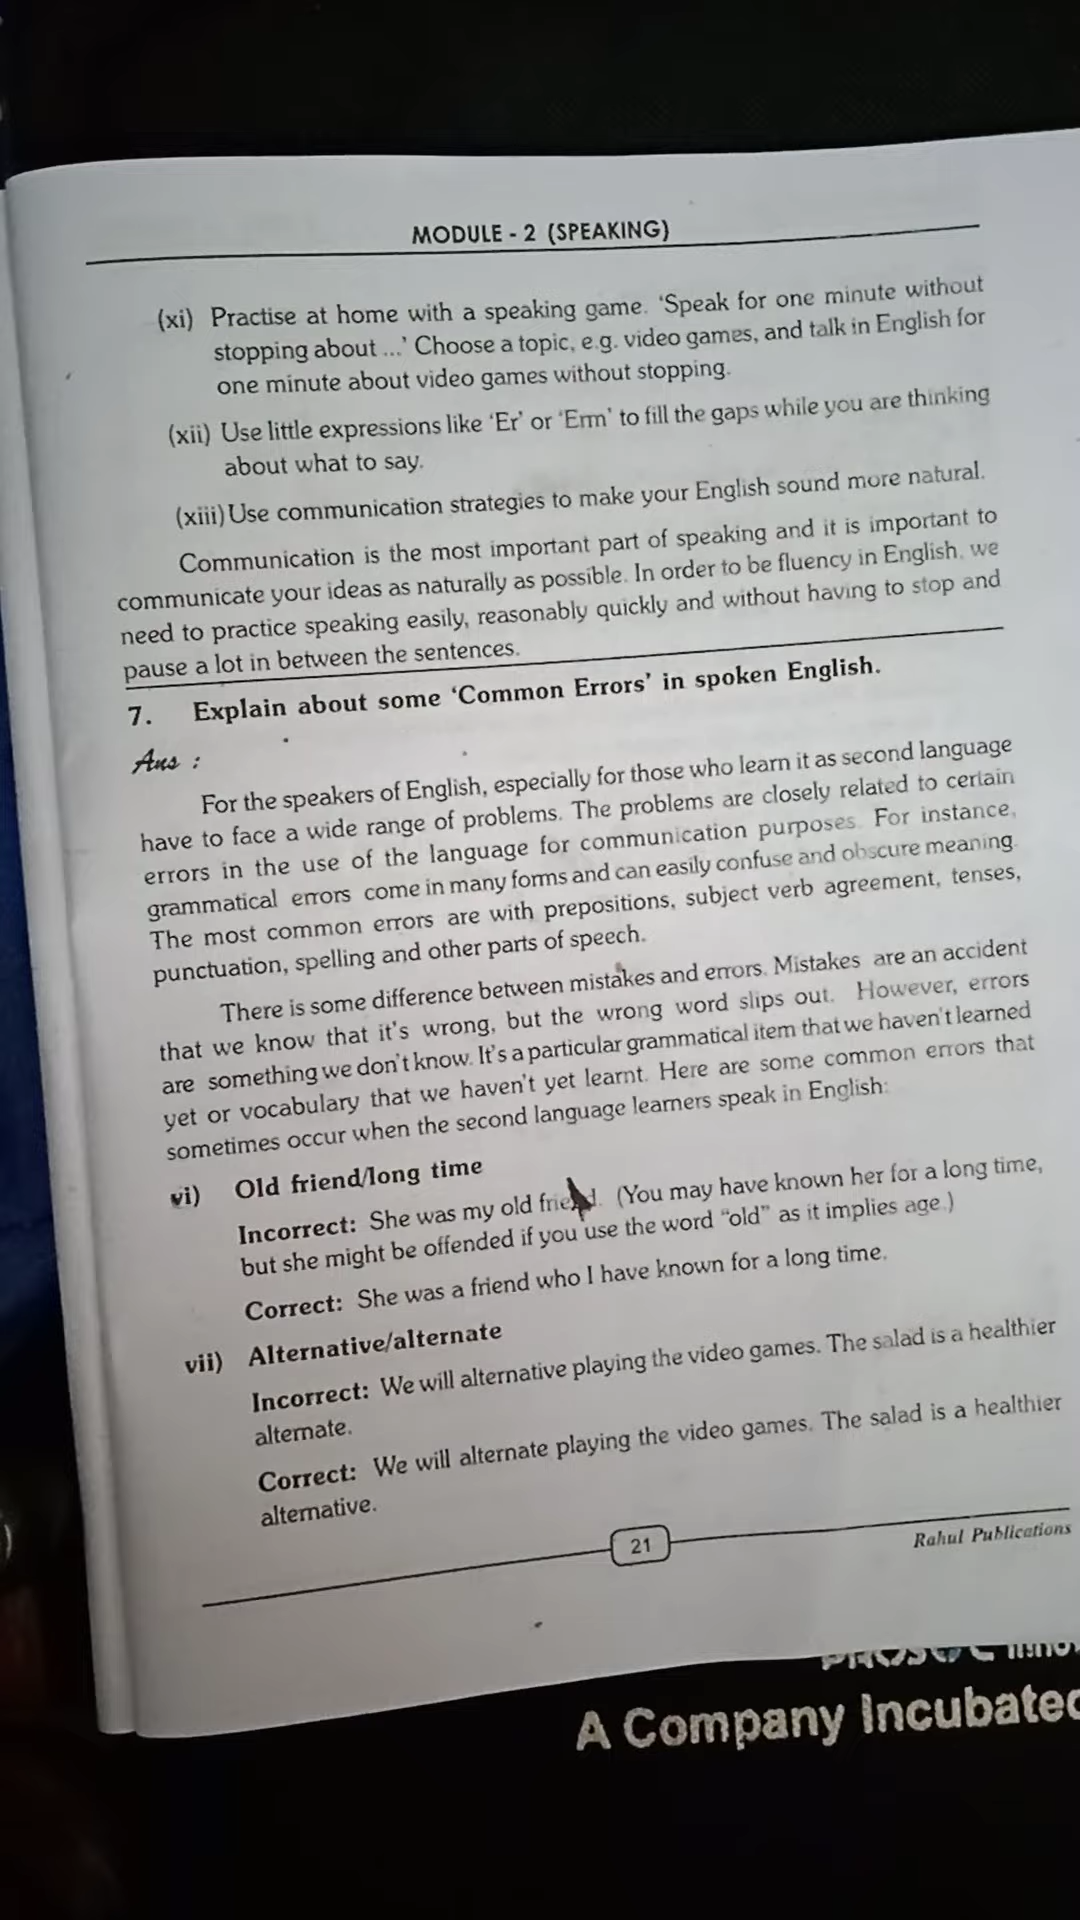 MODULE - 2 (SPEAKING)
(xi) Practise at home with a speaking game. ‘Speak for one minute without
stopping about ...’ Choose a topic, e.g. video games, and talk in English for
one minute about video games without stopping.
(xii) Use little expressions like ‘Er’ or ‘Erm’ to fill the gaps while you are thinking
about what to say.
(xiii) Use communication strategies to make your English sound more natural.
Communication is the most important part of speaking and it is important to
communicate your ideas as naturally as possible. In order to be fluency in English, we
need to practice speaking easily, reasonably quickly and without having to stop and
pause a lot in between the sentences.
7. Explain about some ‘Common Errors’ in spoken English.
Ans :
For the speakers of English, especially for those who learn it as second language
have to face a wide range of problems. The problems are closely related to certain
errors in the use of the language for communication purposes. For instance,
grammatical errors come in many forms and can easily confuse and obscure meaning.
The most common errors are with prepositions, subject verb agreement, tenses,
punctuation, spelling and other parts of speech.
There is some difference between mistakes and errors. Mistakes are an accident
that we know that it's wrong, but the wrong word slips out. However, errors
are something we don't know. It's a particular grammatical item that we haven't learned
yet or vocabulary that we haven't yet learnt. Here are some common errors that
sometimes occur when the second language learners speak in English:
vi) Old friend/long time
Incorrect: She was my old friend. (You may have known her for a long time,
but she might be offended if you use the word “old” as it implies age.)
Correct: She was a friend who I have known for a long time.
vii) Alternative/alternate
Incorrect: We will alternative playing the video games. The salad is a healthier
alternate.
Correct: We will alternate playing the video games. The salad is a healthier
alternative.
21
Rahul Publications
A Company Incubated